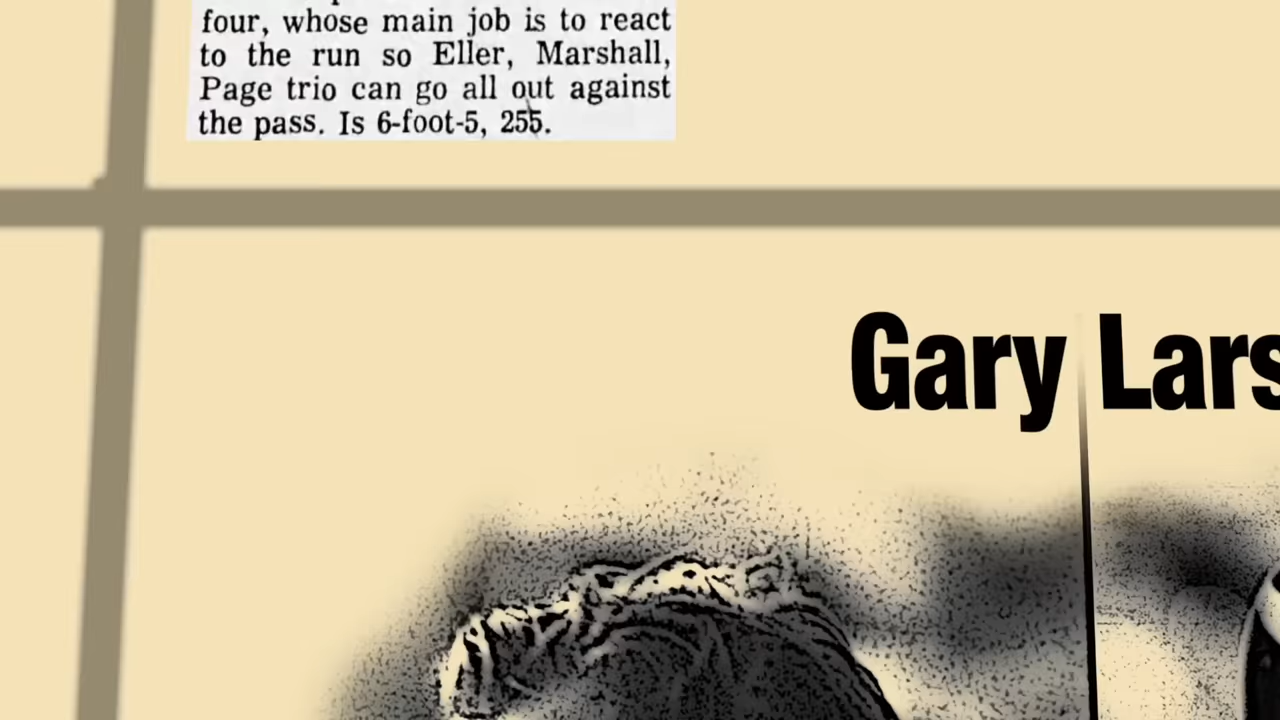 four, whose main job is to react
to the run so Eller, Marshall,
Page trio can go all out against
the pass. Is 6-foot-5, 255.
Gary Lars